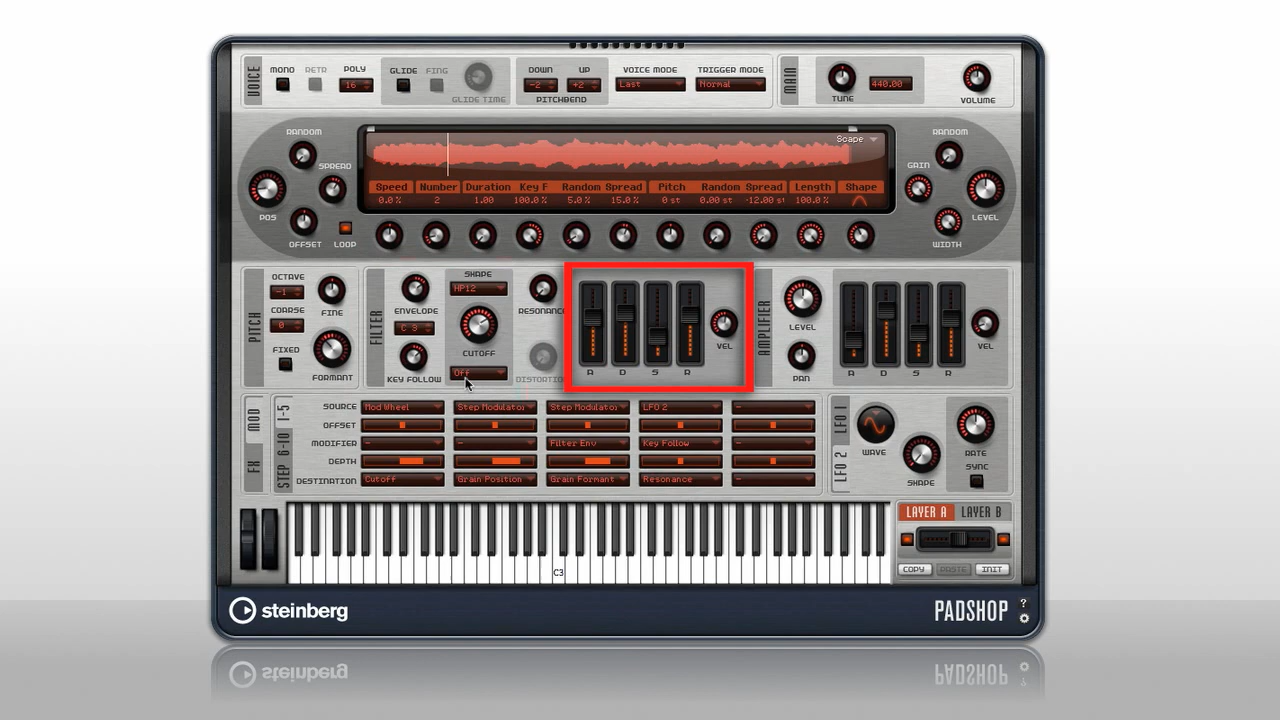 VOICE MONO RETR POLY GLIDE FING DOWN UP VOICE MODE TRIGGER MODE MAIN
16 -2 +2 Last Normal 440.00
GLIDE TIME PITCHBEND TUNE VOLUME
RANDOM Scape RANDOM
SPREAD GAIN
Speed Number Duration Key F Random Spread Pitch Random Spread Length Shape
0.0 % 2 1.00 100.0 % 5.0 % 15.0 % 0 st 0.00 st -12.00 st 100.0 %
POS LEVEL
OFFSET LOOP WIDTH
PITCH OCTAVE FILTER SHAPE AMPLIFIER
-1 HP12
COARSE FINE ENVELOPE RESONANC
0 C S LEVEL
FIXED CUTOFF VEL VEL
FORMANT KEY FOLLOW Off DISTORTIO A D S R PAN A D S R
MOD 1-5 SOURCE Mod Wheel Step Modulator Step Modulator LFO 2 - LFO 1
OFFSET
STEP 6-10 MODIFIER - - Filter Env Key Follow - WAVE RATE
FX DEPTH LFO 2 SYNC
DESTINATION Cutoff Grain Position Grain Formant Resonance - SHAPE
LAYER A LAYER B
C3 COPY PASTE INIT
steinberg PADSHOP ?
steinberg PADSHOP